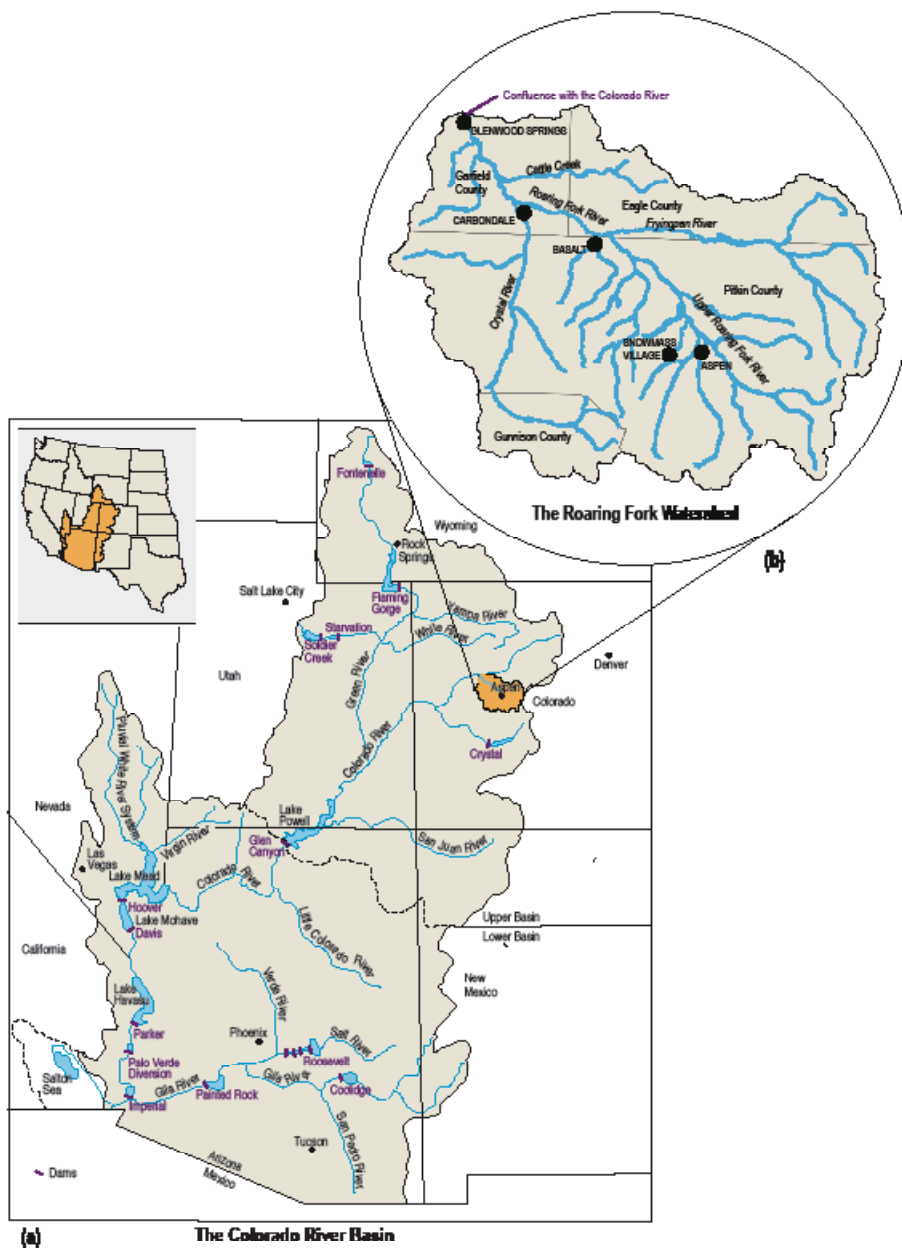 Confluence with the Colorado River
GLENWOOD SPRINGS
Cattle Creek
Garfield
County
Roaring Fork River
Eagle County
CARBONDALE
Fryingpan River
BASALT
Crystal River
Pitkin County
Upper Roaring Fork River
SNOWMASS
VILLAGE
ASPEN
Gunnison County
The Roaring Fork Watershed
(b)
Fontenelle
Wyoming
Rock
Springs
Salt Lake City
Flaming
Gorge
Yampa River
Starvation
White River
Soldier
Creek
Utah
Green River
Denver
Aspen
Colorado
Colorado River
Crystal
Pluvial White River System
Nevada
Lake
Powell
Virgin River
Glen
Canyon
San Juan River
Las
Vegas
Lake Mead
Colorado
River
Hoover
Lake Mohave
Davis
Little Colorado River
Upper Basin
Lower Basin
California
Verde River
New
Mexico
Lake
Havasu
Parker
Phoenix
Salt River
Roosevelt
Palo Verde
Diversion
Salton
Sea
Gila River
Gila River
Painted Rock
Coolidge
Imperial
San Pedro River
Tucson
Arizona
Mexico
Dams
(a)
The Colorado River Basin